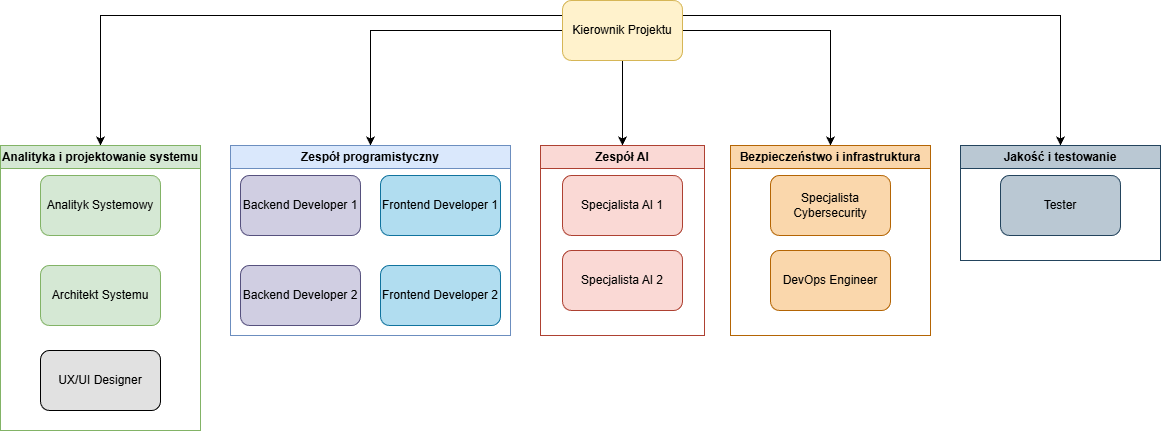 Kierownik Projektu
Analityka i projektowanie systemu
Analityk Systemowy
Architekt Systemu
UX/UI Designer
Zespół programistyczny
Backend Developer 1
Frontend Developer 1
Backend Developer 2
Frontend Developer 2
Zespół AI
Specjalista AI 1
Specjalista AI 2
Bezpieczeństwo i infrastruktura
Specjalista
Cybersecurity
DevOps Engineer
Jakość i testowanie
Tester